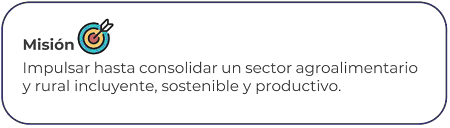 Misión
Impulsar hasta consolidar un sector agroalimentario
y rural incluyente, sostenible y productivo.